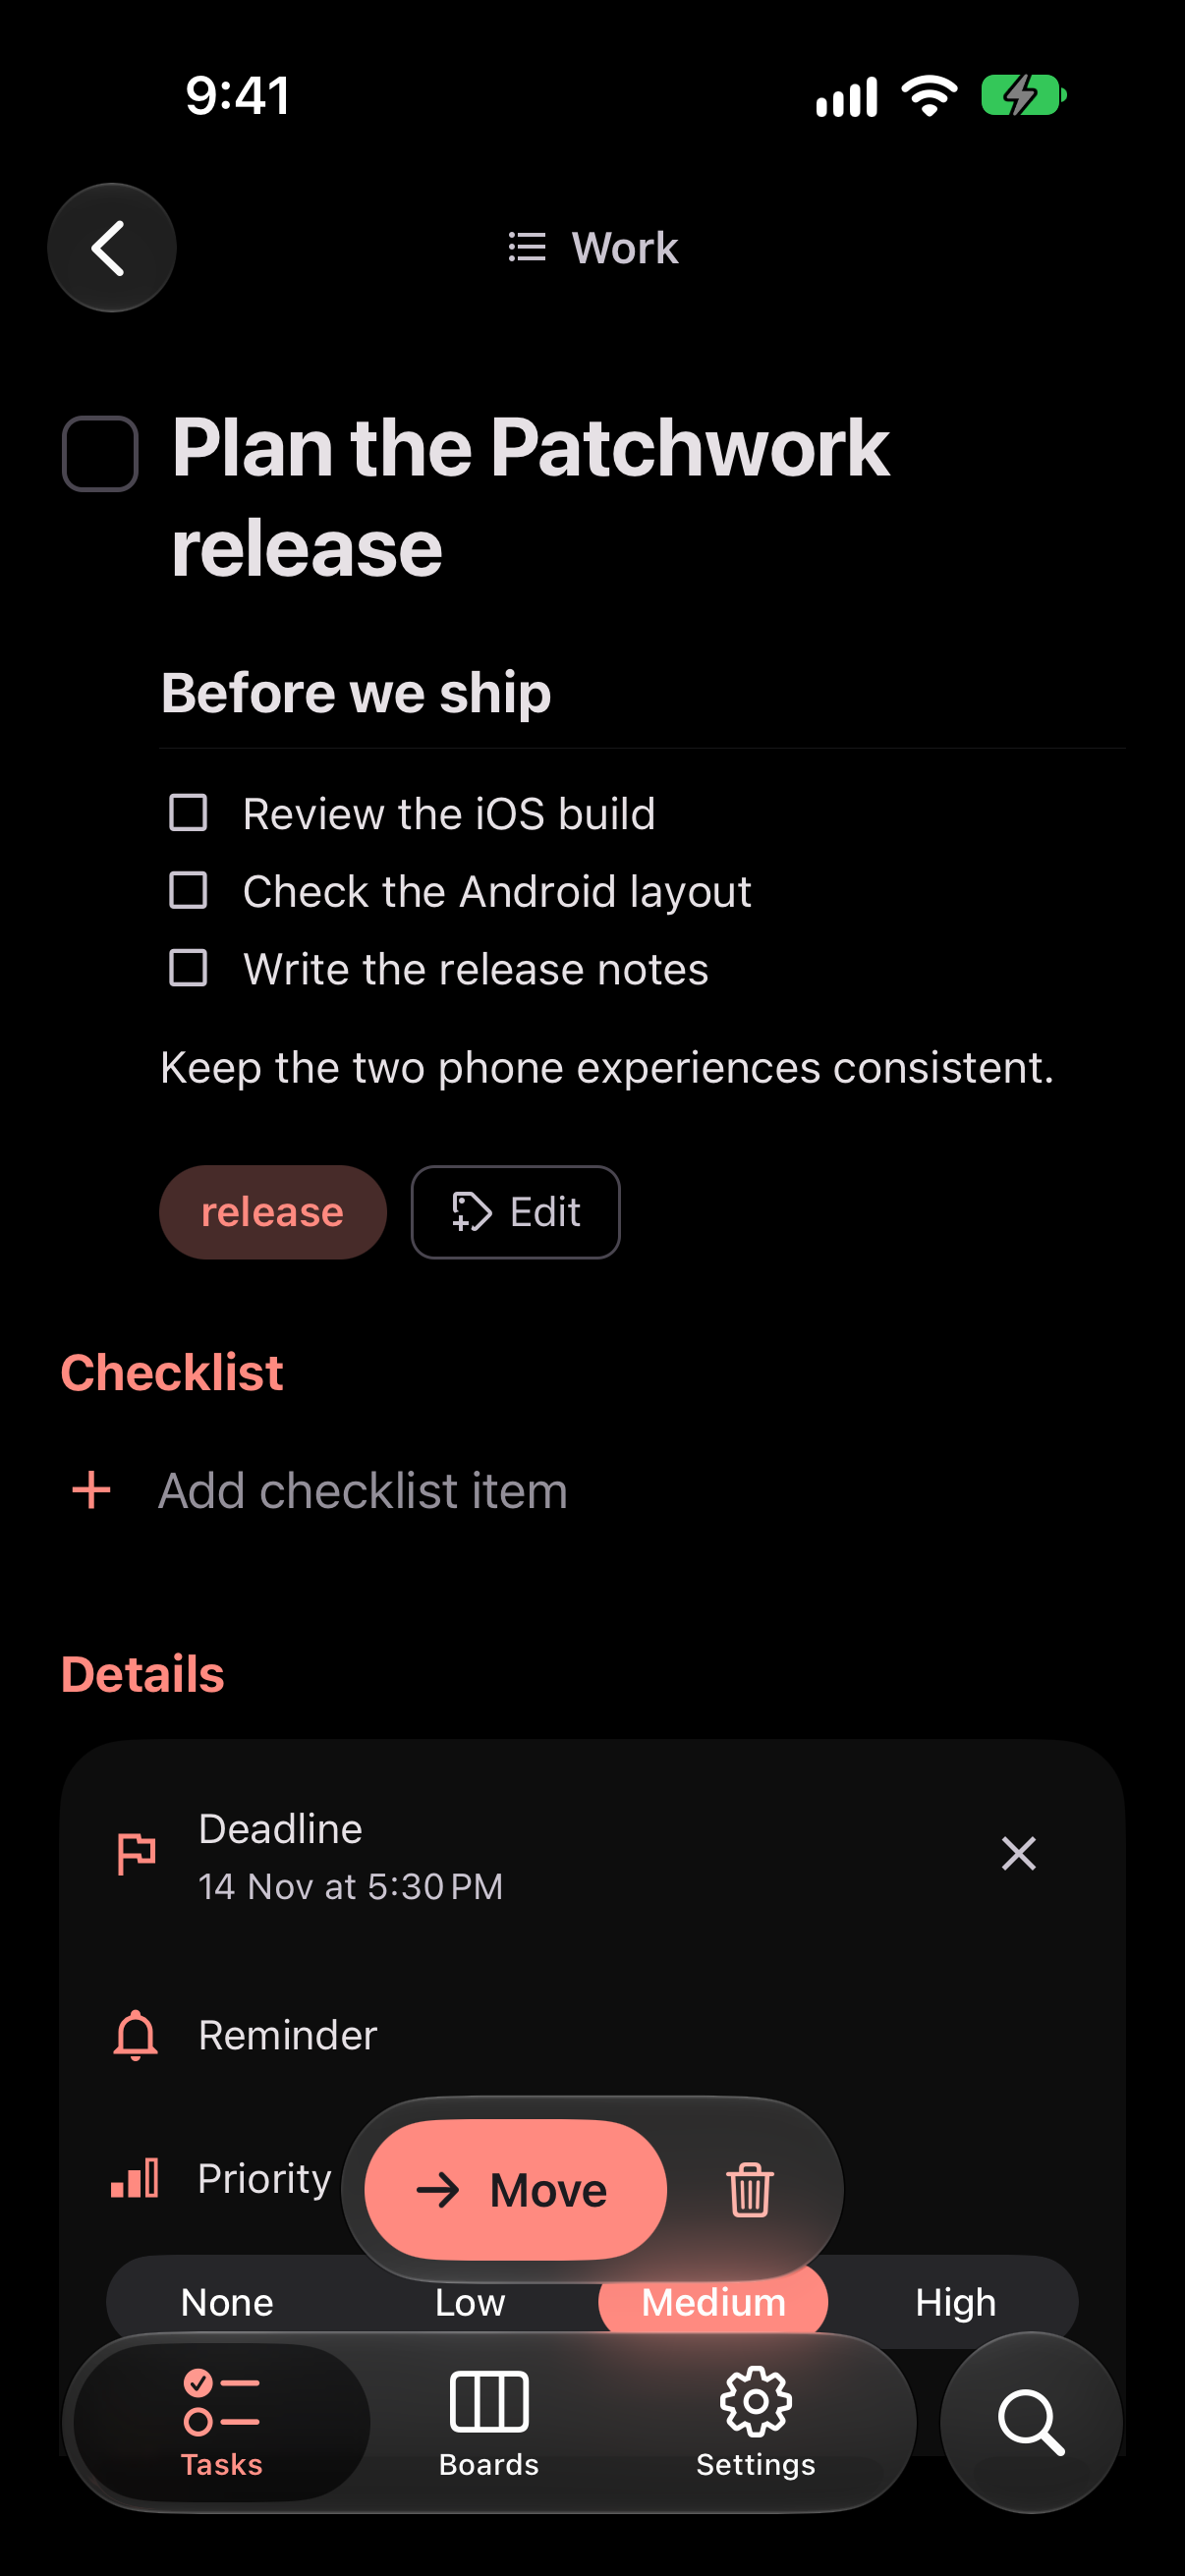 9:41
Work
Plan the Patchwork
release
Before we ship
Review the iOS build
Check the Android layout
Write the release notes
Keep the two phone experiences consistent.
release
Edit
Checklist
Add checklist item
Details
Deadline
14 Nov at 5:30 PM
Reminder
Priority
Move
None Low Medium High
Tasks Boards Settings